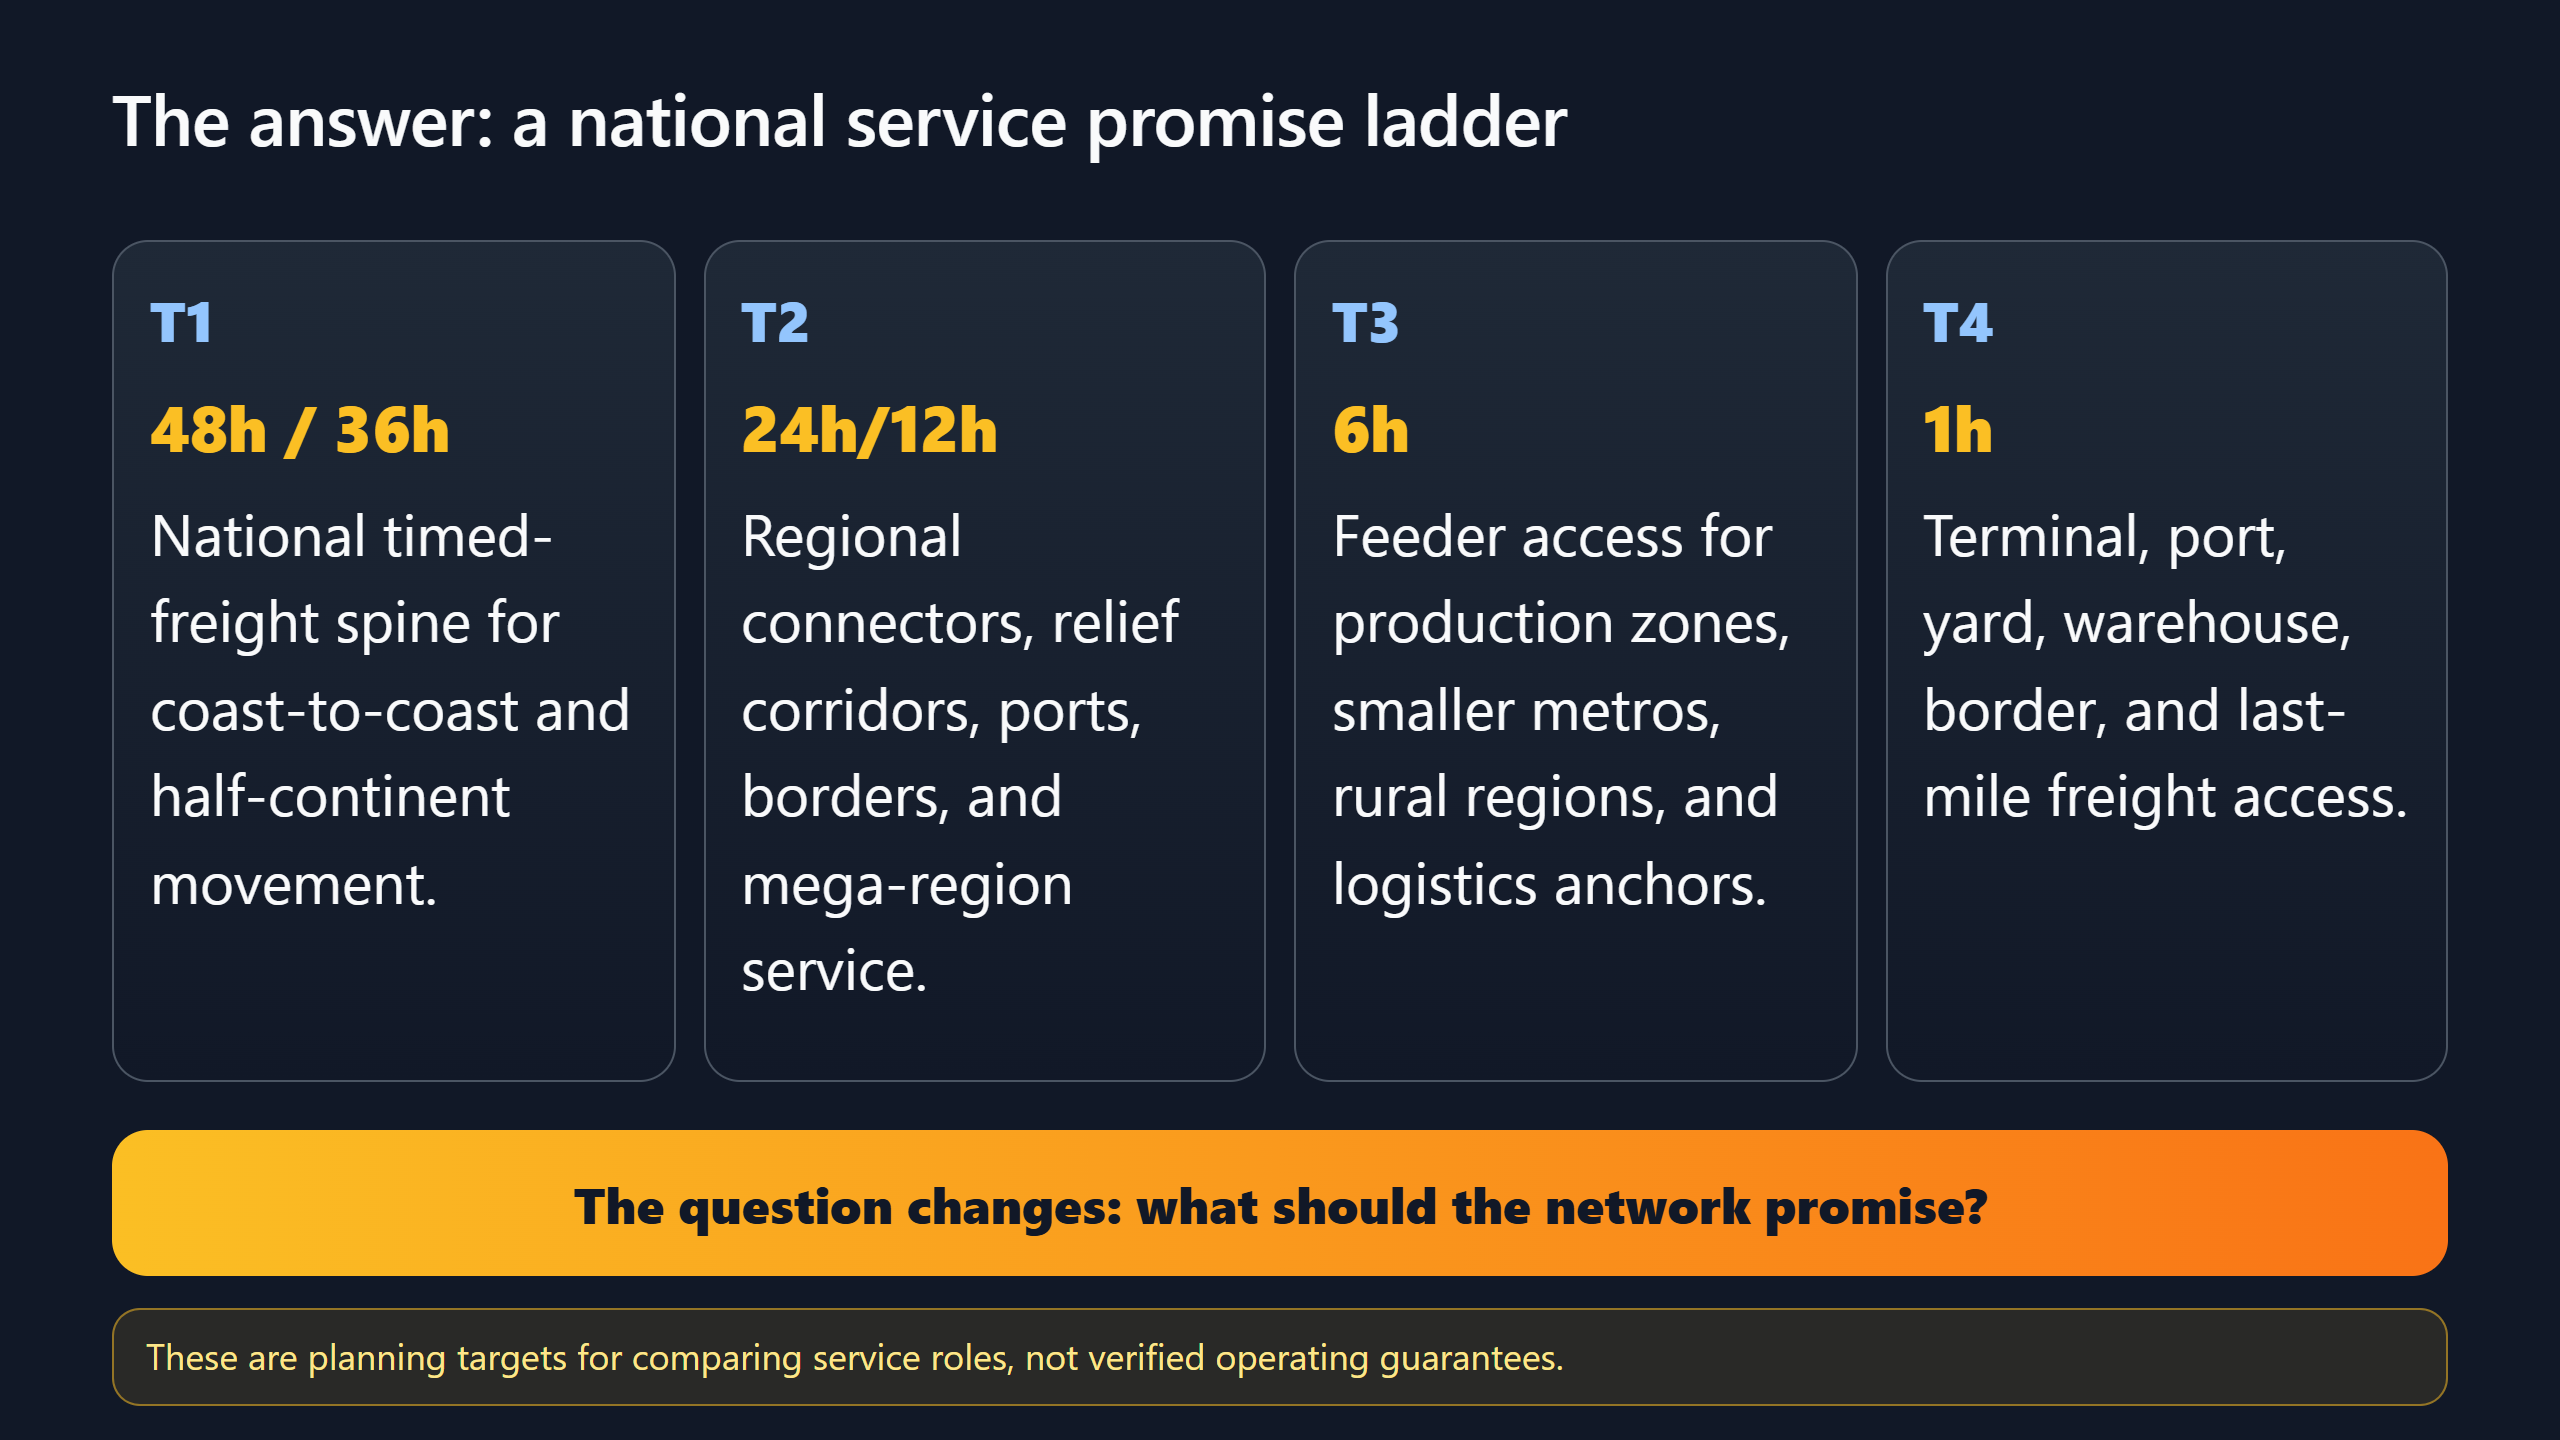 The answer: a national service promise ladder
T1
48h / 36h
National timed-
freight spine for
coast-to-coast and
half-continent
movement.
T2
24h/12h
Regional
connectors, relief
corridors, ports,
borders, and
mega-region
service.
T3
6h
Feeder access for
production zones,
smaller metros,
rural regions, and
logistics anchors.
T4
1h
Terminal, port,
yard, warehouse,
border, and last-
mile freight access.
The question changes: what should the network promise?
These are planning targets for comparing service roles, not verified operating guarantees.